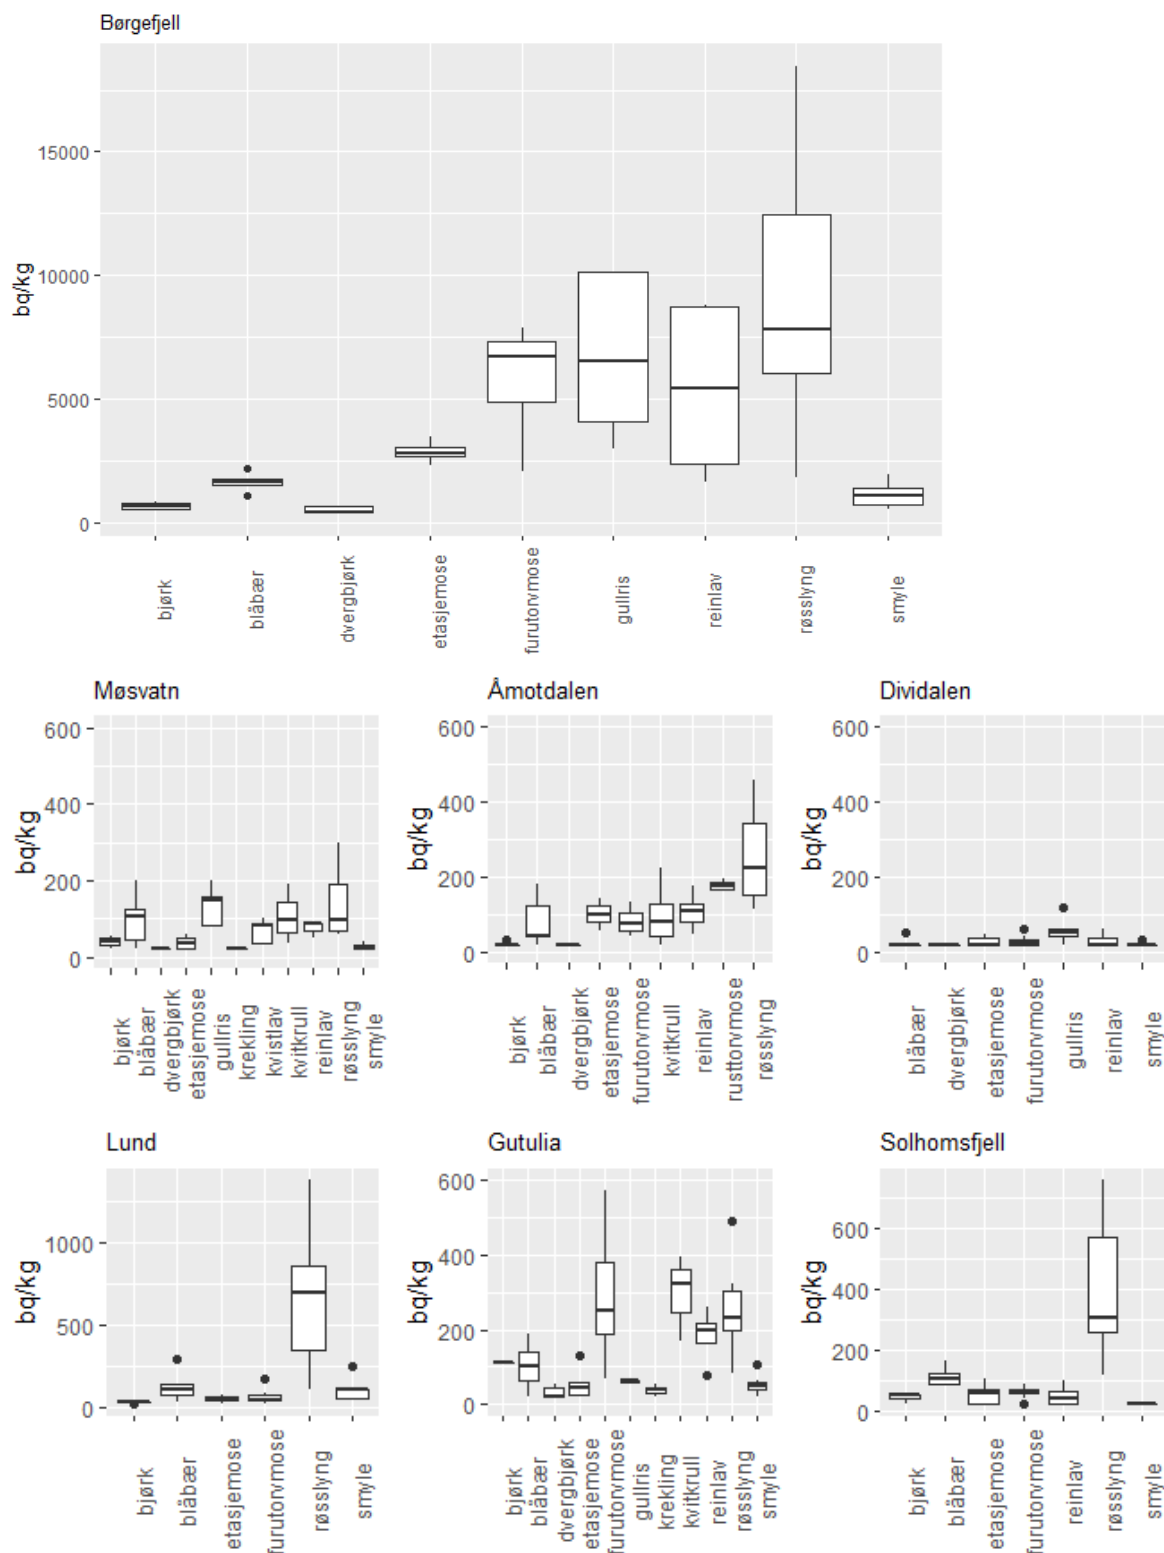 Børgefjell
15000
10000
5000
0
bq/kg
bjørk
blåbær
dvergbjørk
etasjemose
furutorvmose
gullris
reinlav
røsslyng
smyle
Møsvatn
600
400
200
0
bq/kg
bjørk
blåbær
dvergbjørk
etasjemose
gullris
krekling
kvistlav
kvitkrull
reinlav
røsslyng
smyle
Åmotdalen
600
400
200
0
bq/kg
bjørk
blåbær
dvergbjørk
etasjemose
furutorvmose
kvitkrull
reinlav
rusttorvmose
røsslyng
Dividalen
600
400
200
0
bq/kg
blåbær
dvergbjørk
etasjemose
furutorvmose
gullris
reinlav
smyle
Lund
1000
500
0
bq/kg
bjørk
blåbær
etasjemose
furutorvmose
røsslyng
smyle
Gutulia
600
400
200
0
bq/kg
bjørk
blåbær
dvergbjørk
etasjemose
furutorvmose
gullris
krekling
kvitkrull
reinlav
røsslyng
smyle
Solhomsfjell
600
400
200
0
bq/kg
bjørk
blåbær
etasjemose
furutorvmose
reinlav
røsslyng
smyle